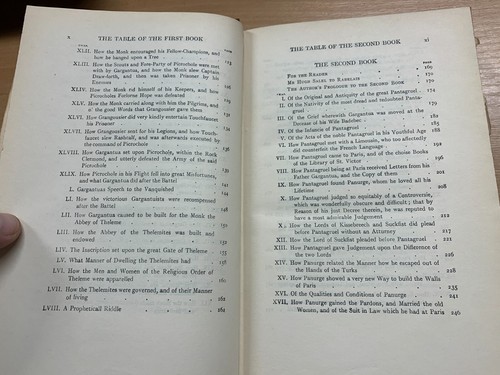 x THE TABLE OF THE FIRST BOOK
XLII. How the Monk encouraged his Fellow-Champions, and
how he hanged upon a Tree
XLIII. How the Scouts and Fore-Party of Picrochole were met
with by Gargantua, and how the Monk slew Captain
Draw-forth, and then was taken Prisoner by his
Enemies
XLIV. How the Monk rid himself of his Keepers, and how
Picrocholes Forlorne Hope was defeated
XLV. How the Monk carried along with him the Pilgrims, and
of the good Words that Grangousier gave them
XLVI. How Grangousier did very kindly entertain Touchfaucet
his Prisoner
XLVII. How Grangousier sent for his Legions, and how Touch-
faucet slew Rashcalf, and was afterwards executed by
the command of Picrochole
XLVIII. How Gargantua set upon Picrochole, within the Rock
Clermond, and utterly defeated the Army of the said
Picrochole
XLIX. How Picrochole in his Flight fell into great Misfortunes,
and what Gargantua did after the Battel
L. Gargantua's Speech to the Vanquished
LI. How the victorious Gargantuists were recompensed
after the Battel
LII. How Gargantua caused to be built for the Monk the
Abbey of Theleme
LIII. How the Abbey of the Thelemites was built and
endowed
LIV. The Inscription set upon the great Gate of Theleme
LV. What Manner of Dwelling the Thelemites had
LVI. How the Men and Women of the Religious Order of
Theleme were apparelled
LVII. How the Thelemites were governed, and of their Manner
of living
LVIII. A Propheticall Riddle
THE TABLE OF THE SECOND BOOK xi
THE SECOND BOOK
For the Reader 169
Mr Hugh Salel to Rabelais 170
The Author's Prologue to the Second Book
I. Of the Original and Antiquity of the great Pantagruel
II. Of the Nativity of the most dread and redoubted Panta-
gruel
III. Of the Grief wherewith Gargantua was moved at the
Decease of his Wife Badebec
IV. Of the Infancie of Pantagruel
V. Of the Acts of the noble Pantagruel in his Youthful Age
VI. How Pantagruel met with a Limousin, who too affectedly
did counterfeit the French Language
VII. How Pantagruel came to Paris, and of the choice Books
of the Library of St. Victor
VIII. How Pantagruel being at Paris received Letters from his
Father Gargantua, and the Copy of them
IX. How Pantagruel found Panurge, whom he loved all his
Lifetime
X. How Pantagruel judged so equitably of a Controversie,
which was wonderfully obscure and difficult; that by
Reason of his just Decree therein, he was reputed to
have a most admirable judgement
XI. How the Lords of Kissebreech and Suckfist did plead
before Pantagruel without an Attorney 217
XII. How the Lord of Suckfist pleaded before Pantagruel
XIII. How Pantagruel gave judgement upon the Difference of
the two Lords 226
XIV. How Panurge related the Manner how he escaped out of
the Hands of the Turks 228
XV. How Panurge showed a very new Way to build the Walls
of Paris 235
XVI. Of the Qualities and Conditions of Panurge 241
XVII. How Panurge gained the Pardons, and Married the old
Women, and of the Suit in Law which he had at Paris 246